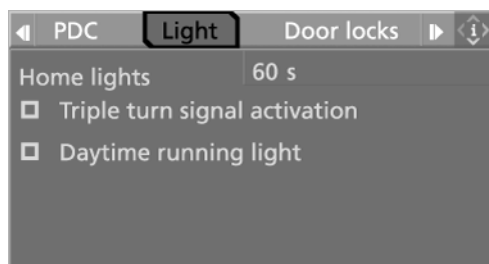 PDC Light Door locks i
Home lights 60 s
Triple turn signal activation
Daytime running light